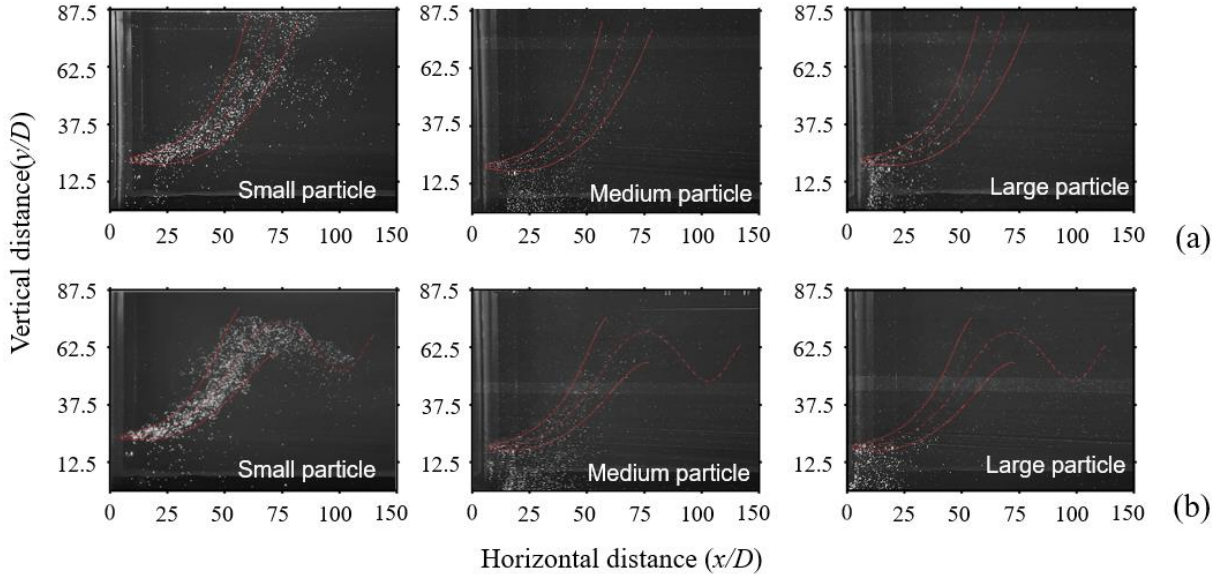 Vertical distance(y/D)
87.5 87.5 87.5
62.5 62.5 62.5
37.5 37.5 37.5
12.5 12.5 12.5
Small particle Medium particle Large particle
0 25 50 75 100 150 0 25 50 75 100 150 0 25 50 75 100 150
(a)
87.5 87.5 87.5
62.5 62.5 62.5
37.5 37.5 37.5
12.5 12.5 12.5
Small particle Medium particle Large particle
0 25 50 75 100 150 0 25 50 75 100 150 0 25 50 75 100 150
(b)
Horizontal distance (x/D)